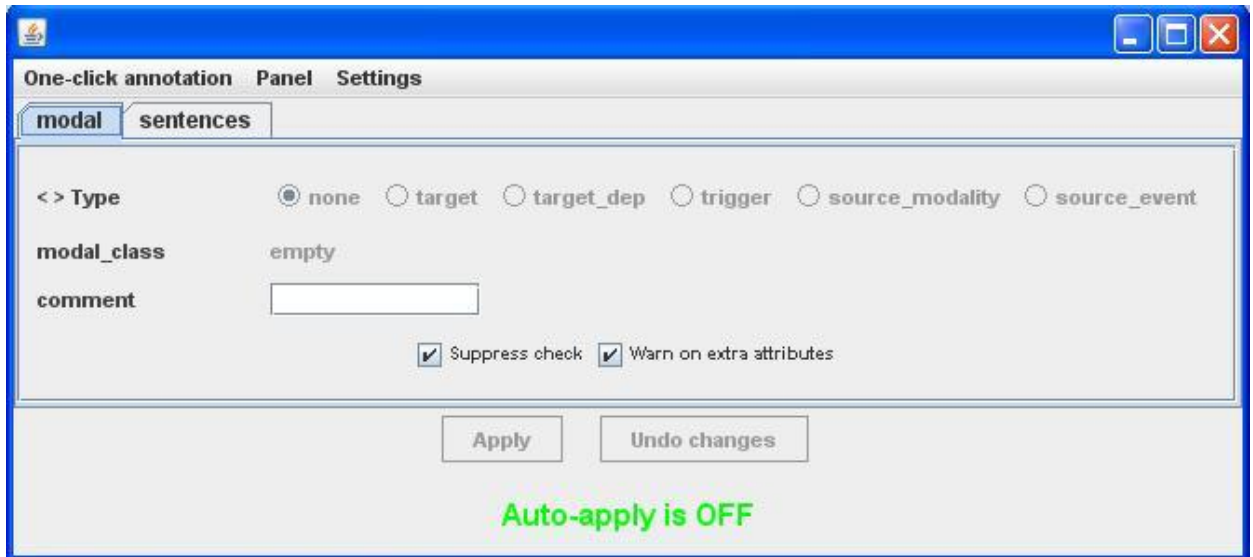 One-click annotation Panel Settings
modal sentences
< > Type none target target_dep trigger source_modality source_event
modal_class empty
comment
Suppress check Warn on extra attributes
Apply Undo changes
Auto-apply is OFF